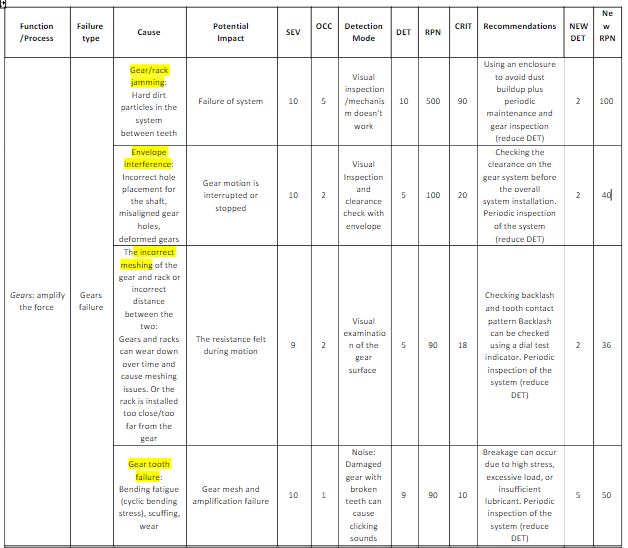 Function /Process
Failure type
Cause
Potential Impact
SEV
OCC
Detection Mode
DET
RPN
CRIT
Recommendations
NEW DET
Ne w RPN
Gears: amplify the force
Gears failure
Gear/rack
jamming:
Hard dirt
particles in the
system
between teeth
Failure of system
10
5
Visual
inspection
/mechanis
m doesn't
work
10
500
90
Using an enclosure
to avoid dust
buildup plus
periodic
maintenance and
gear inspection
(reduce DET)
2
100
Envelope
interference:
Incorrect hole
placement for
the shaft,
misaligned gear
holes,
deformed gears
Gear motion is
interrupted or
stopped
10
2
Visual
Inspection
and
clearance
check with
envelope
5
100
20
Checking the
clearance on the
gear system before
the overall
system installation.
Periodic inspection
of the system
(reduce DET)
2
40
The incorrect
meshing of the
gear and rack or
incorrect
distance
between the
two:
Gears and racks
can wear down
over time and
cause meshing
issues. Or the
rack is installed
too close/too
far from the
gear
The resistance felt
during motion
9
2
Visual
examinatio
n of the
gear
surface
5
90
18
Checking backlash
and tooth contact
pattern Backlash
can be checked
using a dial test
indicator. Periodic
inspection of the
system (reduce
DET)
2
36
Gear tooth
failure:
Bending fatigue
(cyclic bending
stress), scuffing,
wear
Gear mesh and
amplification failure
10
1
Noise:
Damaged
gear with
broken
teeth can
cause
clicking
sounds
9
90
10
Breakage can occur
due to high stress,
excessive load, or
insufficient
lubricant. Periodic
inspection of the
system (reduce
DET)
5
50